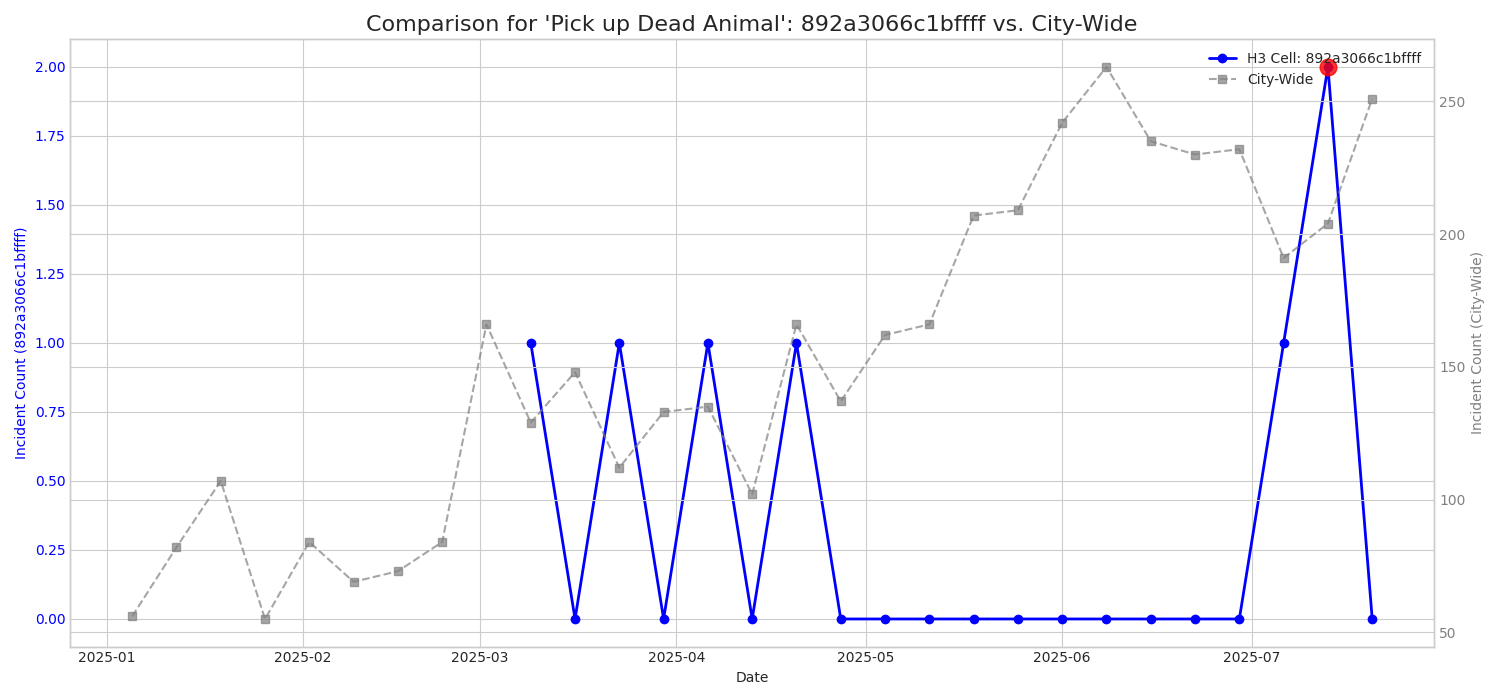 Comparison for 'Pick up Dead Animal': 892a3066c1bffff vs. City-Wide
H3 Cell: 892a3066c1bffff
City-Wide
Incident Count (892a3066c1bffff)
2.00
1.75
1.50
1.25
1.00
0.75
0.50
0.25
0.00
250
200
150
100
50
Incident Count (City-Wide)
2025-01 2025-02 2025-03 2025-04 2025-05 2025-06 2025-07
Date